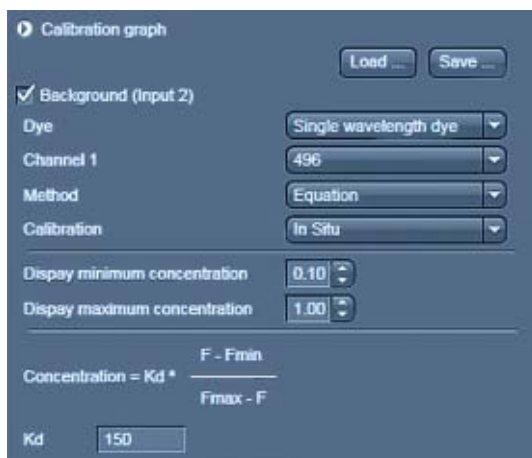 Calibration graph
Load ... Save ...
Background (Input 2)
Dye Single wavelength dye
Channel 1 496
Method Equation
Calibration In Situ
Dispay minimum concentration 0.10
Dispay maximum concentration 1.00
F - Fmin
Concentration = Kd *
Fmax - F
Kd 150